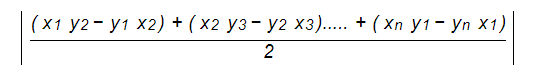 | ( x1 y2 – y1 x2 ) + ( x2 y3 – y2 x3 )..... + ( xn y1 – yn x1 ) |
2